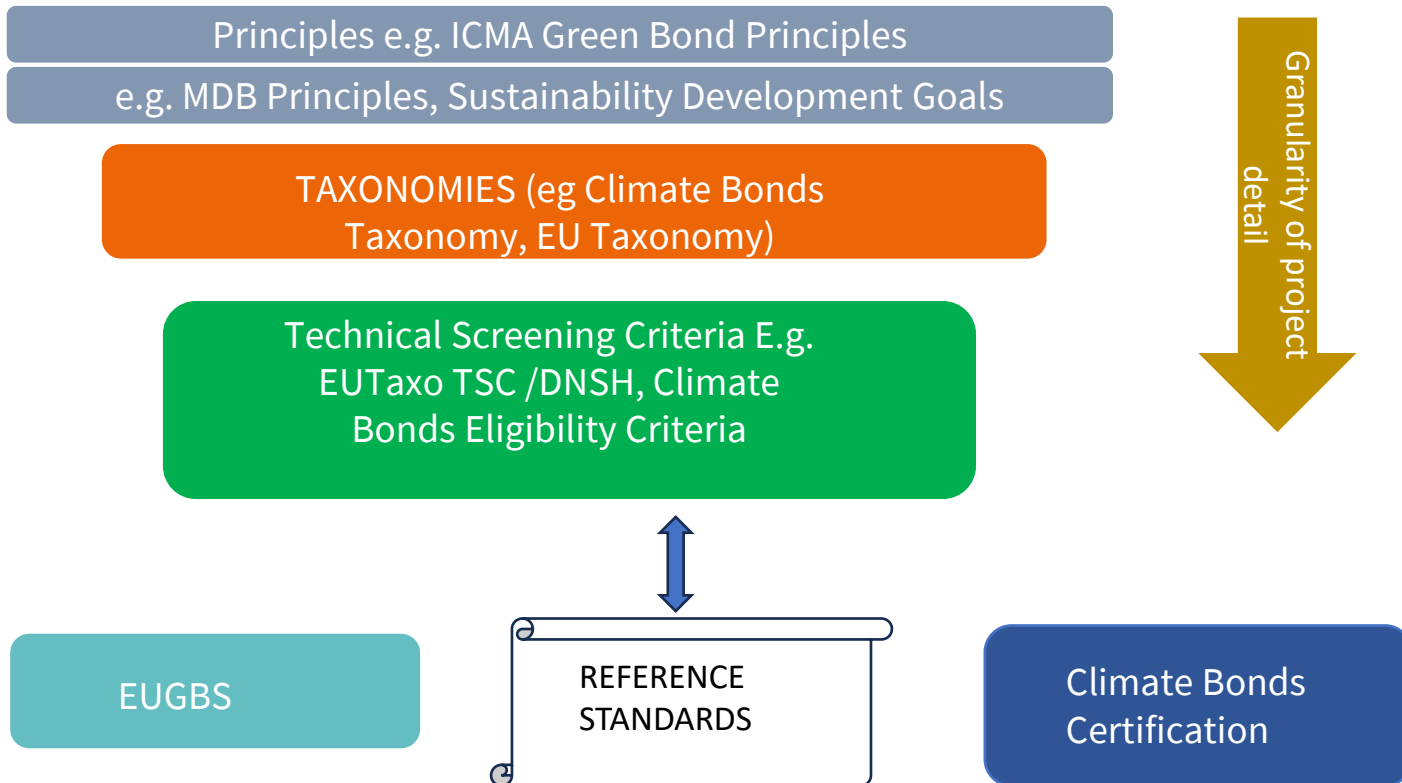 Principles e.g. ICMA Green Bond Principles
e.g. MDB Principles, Sustainability Development Goals
TAXONOMIES (eg Climate Bonds
Taxonomy, EU Taxonomy)
Technical Screening Criteria E.g.
EUTaxo TSC /DNSH, Climate
Bonds Eligibility Criteria
Granularity of project
detail
EUGBS
REFERENCE
STANDARDS
Climate Bonds
Certification